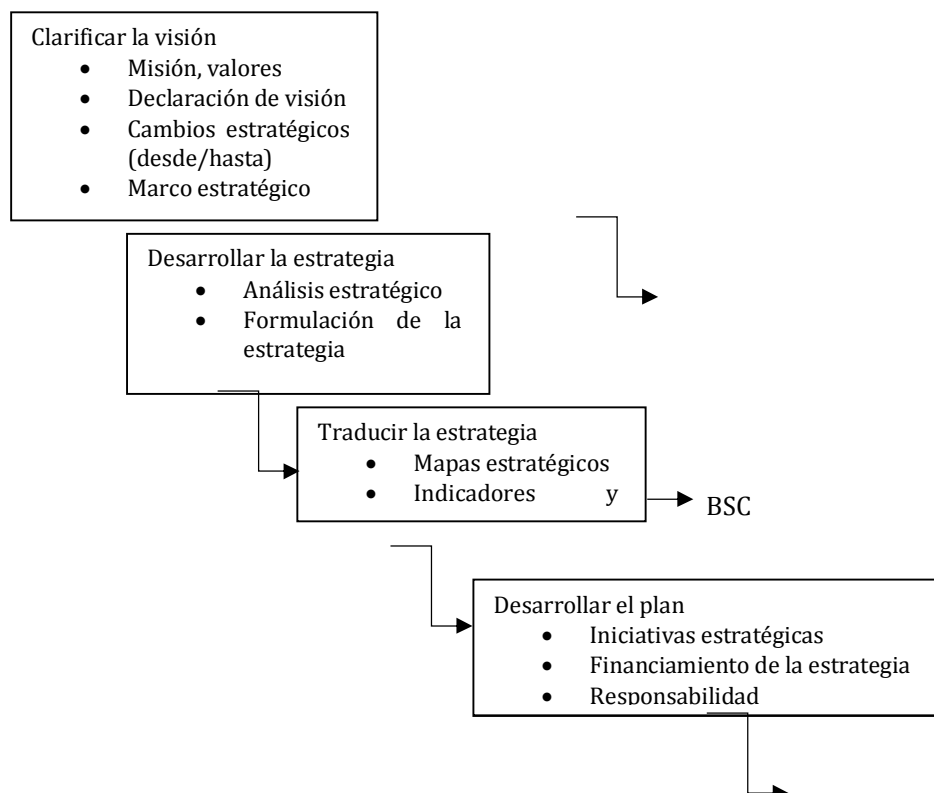 Clarificar la visión
• Misión, valores
• Declaración de visión
• Cambios estratégicos
(desde/hasta)
• Marco estratégico
Desarrollar la estrategia
• Análisis estratégico
• Formulación de la
estrategia
Traducir la estrategia
• Mapas estratégicos
• Indicadores y
BSC
Desarrollar el plan
• Iniciativas estratégicas
• Financiamiento de la estrategia
• Responsabilidad